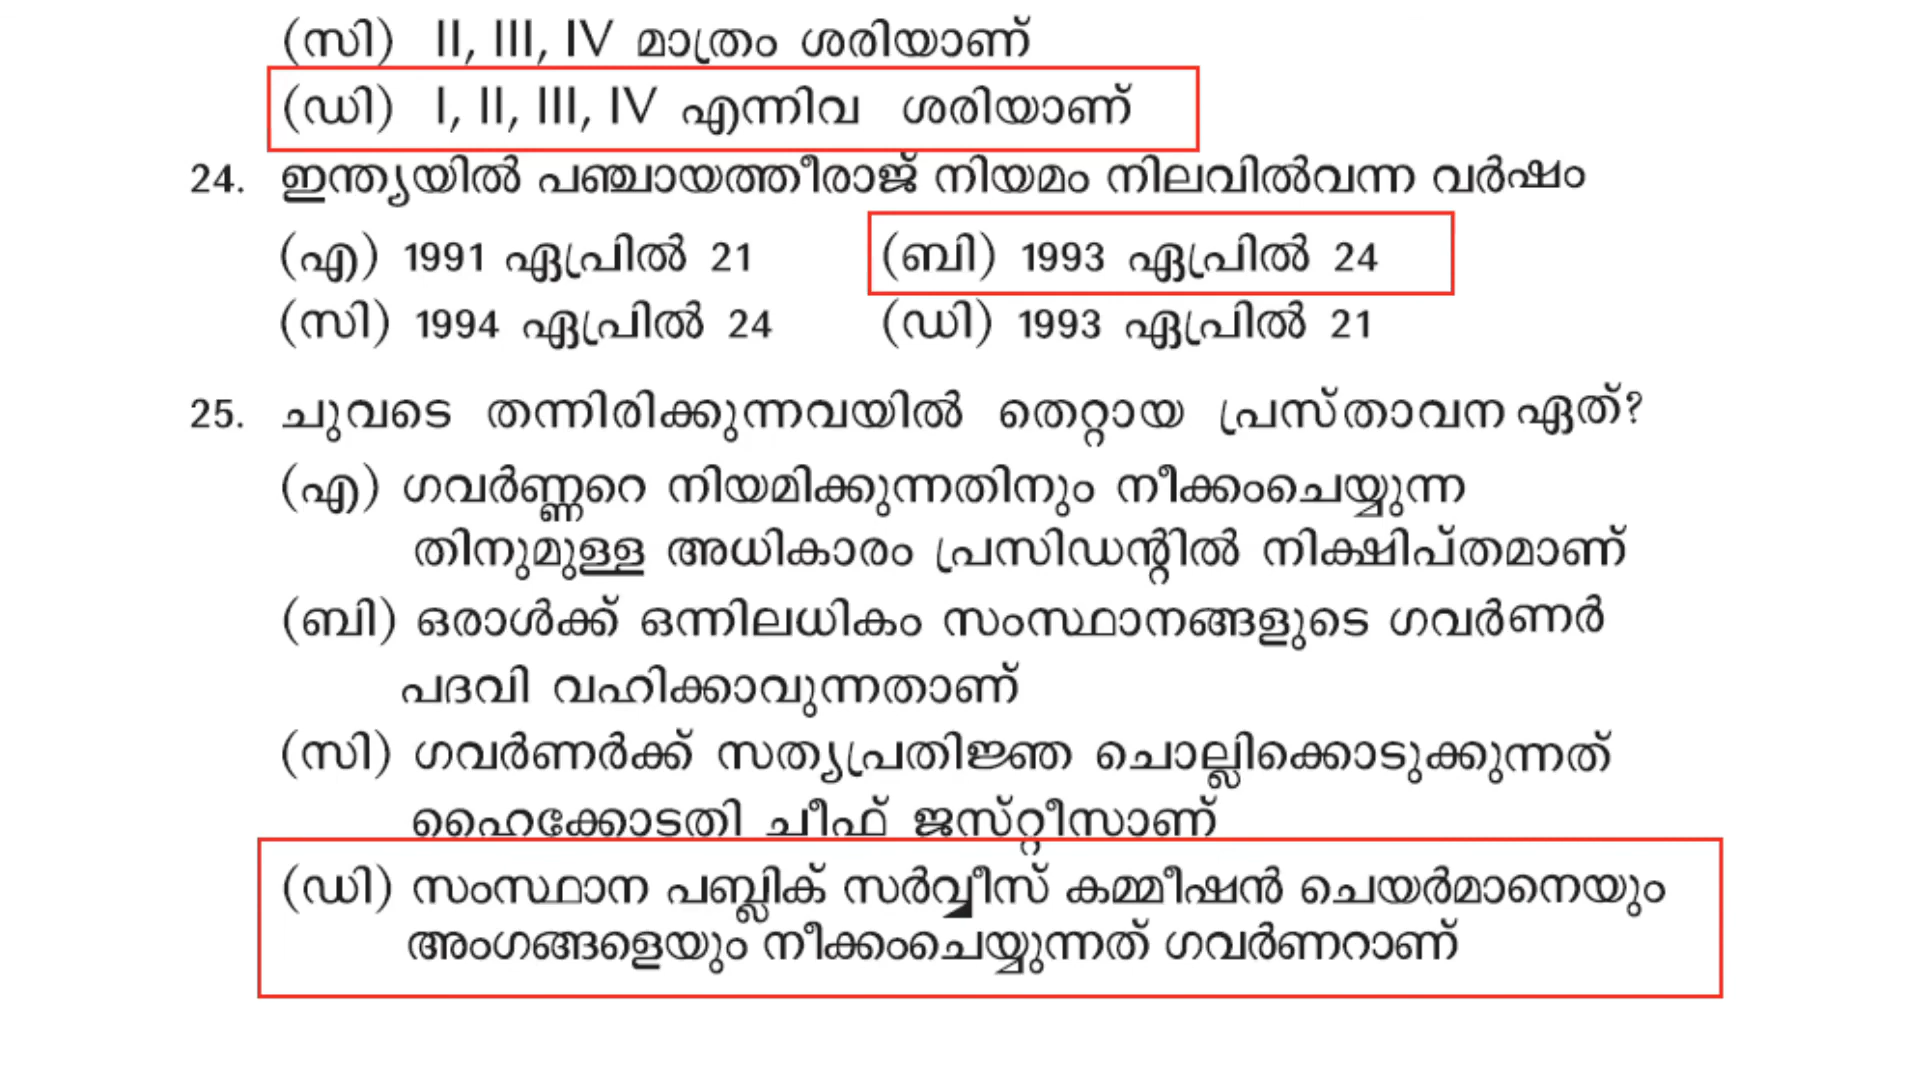 (സി) II, III, IV മാത്രം ശരിയാണ്
(ഡി) I, II, III, IV എന്നിവ ശരിയാണ്
24. ഇന്ത്യയിൽ പഞ്ചായത്തീരാജ് നിയമം നിലവിൽവന്ന വർഷം
(എ) 1991 ഏപ്രിൽ 21 (ബി) 1993 ഏപ്രിൽ 24
(സി) 1994 ഏപ്രിൽ 24 (ഡി) 1993 ഏപ്രിൽ 21
25. ചുവടെ തന്നിരിക്കുന്നവയിൽ തെറ്റായ പ്രസ്താവന ഏത്?
(എ) ഗവർണ്ണറെ നിയമിക്കുന്നതിനും നീക്കംചെയ്യുന്ന
തിനുമുള്ള അധികാരം പ്രസിഡന്റിൽ നിക്ഷിപ്തമാണ്
(ബി) ഒരാൾക്ക് ഒന്നിലധികം സംസ്ഥാനങ്ങളുടെ ഗവർണർ
പദവി വഹിക്കാവുന്നതാണ്
(സി) ഗവർണർക്ക് സത്യപ്രതിജ്ഞ ചൊല്ലിക്കൊടുക്കുന്നത്
ഹൈക്കോടതി ചീഫ് ജസ്റ്റീസാണ്
(ഡി) സംസ്ഥാന പബ്ലിക് സർവ്വീസ് കമ്മീഷൻ ചെയർമാനെയും
അംഗങ്ങളെയും നീക്കംചെയ്യുന്നത് ഗവർണറാണ്